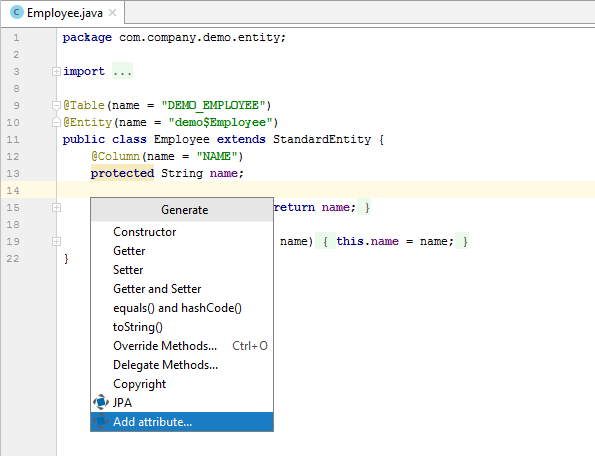 Employee.java
1 package com.company.demo.entity;
2
3 import ...
8
9 @Table(name = "DEMO_EMPLOYEE")
10 @Entity(name = "demo$Employee")
11 public class Employee extends StandardEntity {
12 @Column(name = "NAME")
13 protected String name;
14
15 return name; }
18
19 name) { this.name = name; }
22 }
Generate
Constructor
Getter
Setter
Getter and Setter
equals() and hashCode()
toString()
Override Methods... Ctrl+O
Delegate Methods...
Copyright
JPA
Add attribute...